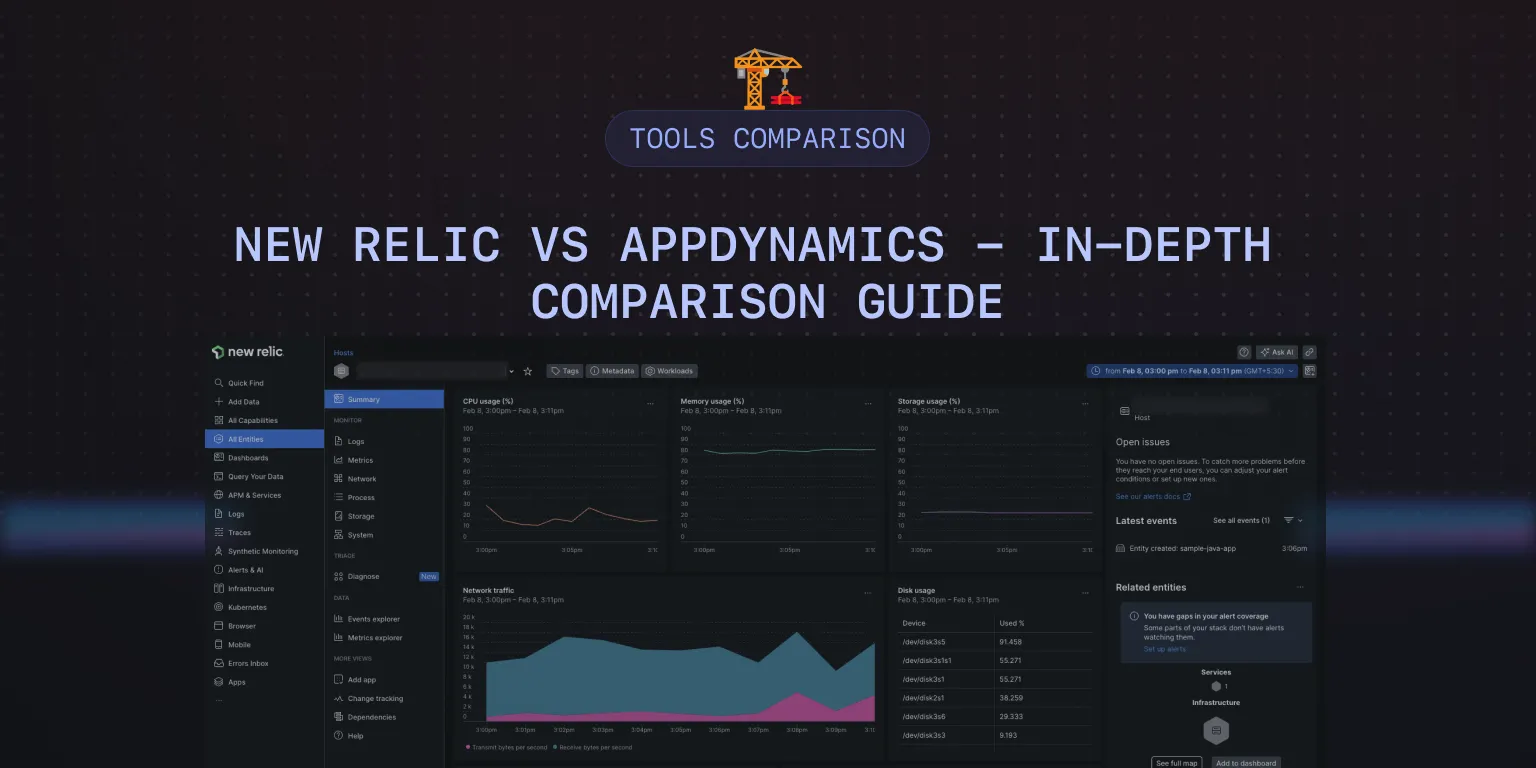 TOOLS COMPARISON
NEW RELIC VS APPDYNAMICS – IN–DEPTH
COMPARISON GUIDE
new relic
Quick Find
Add Data
All Capabilities
All Entities
Dashboards
Query Your Data
APM & Services
Logs
Traces
Synthetic Monitoring
Alerts & AI
Infrastructure
Kubernetes
Browser
Mobile
Errors Inbox
Apps
...
Hosts
Tags
Metadata
Workloads
Ask AI
from Feb 8, 03:00 pm to Feb 8, 03:11 pm (GMT+5:30)
Summary
MONITOR
Logs
Metrics
Network
Process
Storage
System
TRIAGE
Diagnose New
DATA
Events explorer
Metrics explorer
MORE VIEWS
Add app
Change tracking
Dependencies
Help
CPU usage (%)
Feb 8, 3:00pm – Feb 8, 3:11pm
100
90
80
70
60
50
40
30
20
10
0
3:00pm 3:05pm 3:10
Memory usage (%)
Feb 8, 3:00pm – Feb 8, 3:11pm
100
90
80
70
60
50
40
30
20
10
0
3:00pm 3:05pm
Storage usage (%)
Feb 8, 3:00pm – Feb 8, 3:11pm
100
90
80
70
60
50
40
30
20
10
0
3:00pm 3:05pm
Network traffic
Feb 8, 3:00pm – Feb 8, 3:11pm
20 k
18 k
16 k
14 k
12 k
10 k
8 k
6 k
4 k
2 k
0
3:00pm 3:01pm 3:02pm 3:03pm 3:04pm 3:05pm 3:06pm 3:07pm 3:08pm 3:09pm 3:10pm 3:11
Transmit bytes per second Receive bytes per second
Disk usage
Feb 8, 3:00pm – Feb 8, 3:11pm
Device Used %
/dev/disk3s5 91.458
/dev/disk3s1s1 55.271
/dev/disk3s1 55.271
/dev/disk2s1 38.259
/dev/disk3s6 29.333
/dev/disk3s3 9.193
Host
Open issues
You have no open issues. To catch more problems before
they reach your end users, you can adjust your alert
conditions or set up new ones.
See our alerts docs
Latest events See all events (1)
Entity created: sample-java-app 3:06pm
Related entities
You have gaps in your alert coverage
Some parts of your stack don't have alerts
watching them.
Set up alerts
Services
1
Infrastructure
See full map Add to dashboard